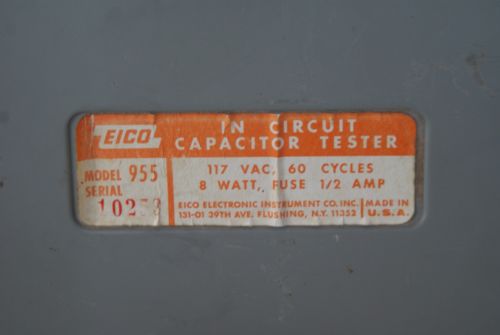 EICO
IN CIRCUIT
CAPACITOR TESTER
MODEL 955
SERIAL
117 VAC, 60 CYCLES
8 WATT, FUSE 1/2 AMP
EICO ELECTRONIC INSTRUMENT CO. INC.
131-01 39TH AVE. FLUSHING, N.Y. 11352
MADE IN
U.S.A.